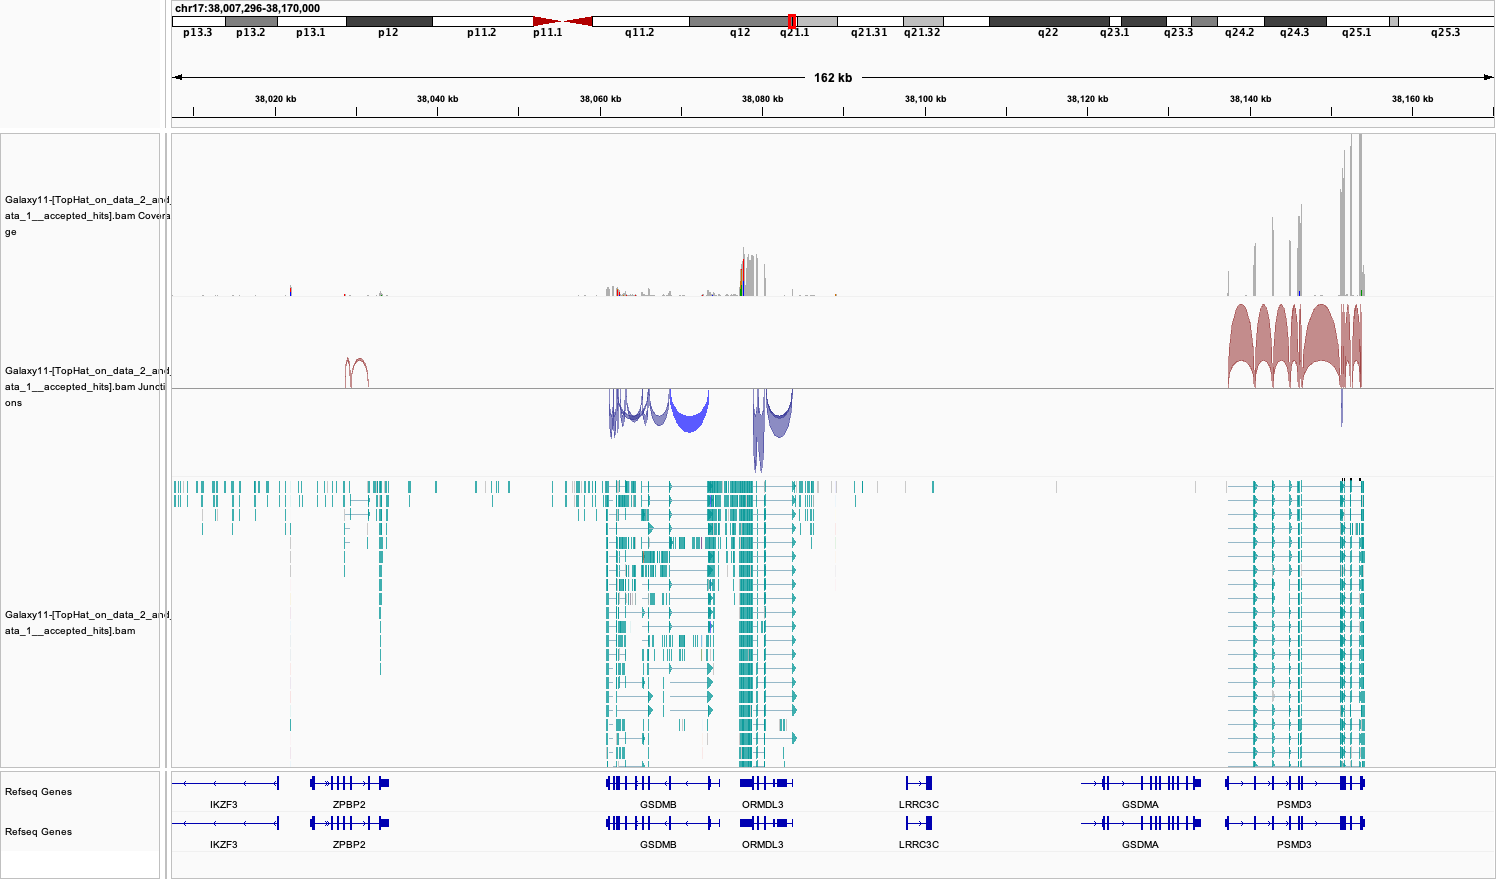 chr17:38,007,296-38,170,000
p13.3 p13.2 p13.1 p12 p11.2 p11.1 q11.2 q12 q21.1 q21.31 q21.32 q22 q23.1 q23.3 q24.2 q24.3 q25.1 q25.3
162 kb
38,020 kb 38,040 kb 38,060 kb 38,080 kb 38,100 kb 38,120 kb 38,140 kb 38,160 kb
Galaxy11-[TopHat_on_data_2_and_
ata_1__accepted_hits].bam Covera
ge
Galaxy11-[TopHat_on_data_2_and_
ata_1__accepted_hits].bam Juncti
ons
Galaxy11-[TopHat_on_data_2_and_
ata_1__accepted_hits].bam
Refseq Genes
IKZF3 ZPBP2 GSDMB ORMDL3 LRRC3C GSDMA PSMD3
Refseq Genes
IKZF3 ZPBP2 GSDMB ORMDL3 LRRC3C GSDMA PSMD3